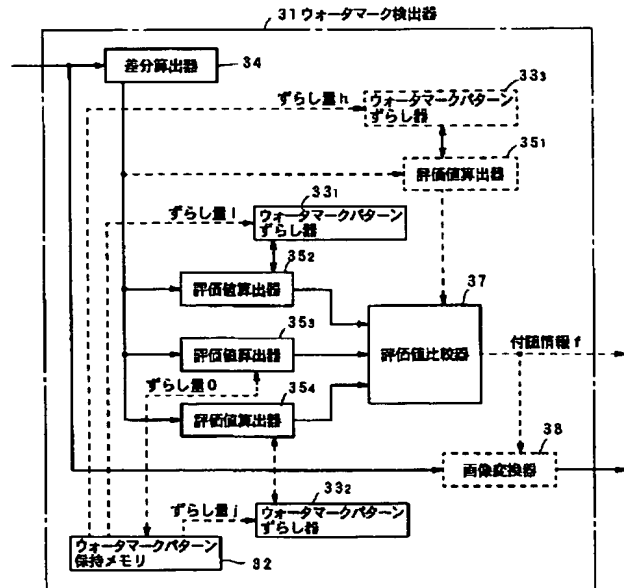 31ウォータマーク検出器
差分算出器
34
ずらし量h
ウォータマークパターン
ずらし器
33₃
35₁
評価値算出器
33₁
ずらし量i
ウォータマークパターン
ずらし器
35₂
評価値算出器
37
35₃
評価値算出器
評価値比較器
付随情報f
ずらし量0
35₄
評価値算出器
38
画像変換器
33₂
ずらし量j
ウォータマークパターン
ずらし器
ウォータマークパターン
保持メモリ
32